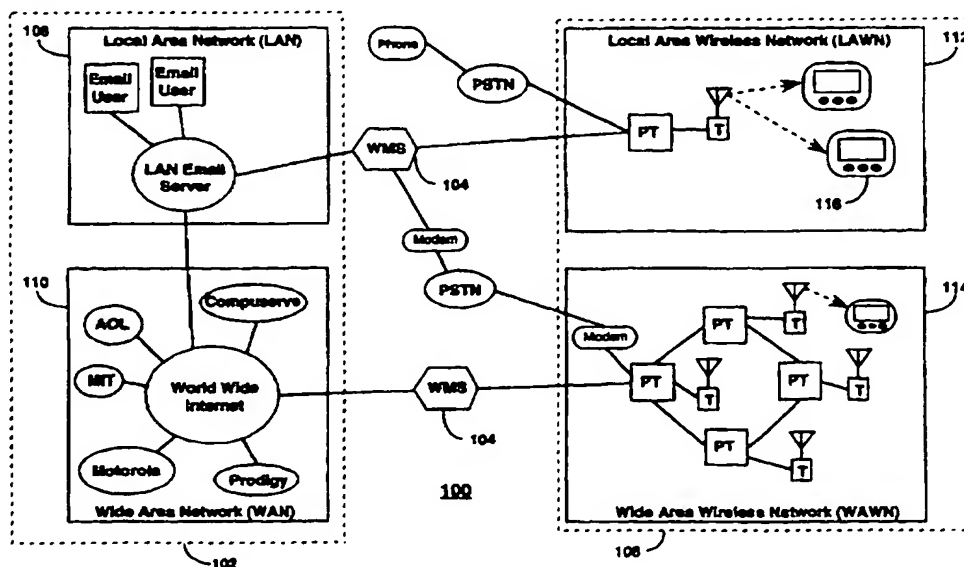 108
Local Area Network (LAN)
Email
User
Email
User
LAN Email
Server
Phone
PSTN
WMS
104
Local Area Wireless Network (LAWN)
112
PT
T
116
Modem
PSTN
Modem
110
Compuserve
AOL
MIT
World Wide
Internet
Motorola
Prodigy
Wide Area Network (WAN)
102
WMS
104
100
114
PT
T
PT
T
PT
T
PT
T
Wide Area Wireless Network (WAWN)
106